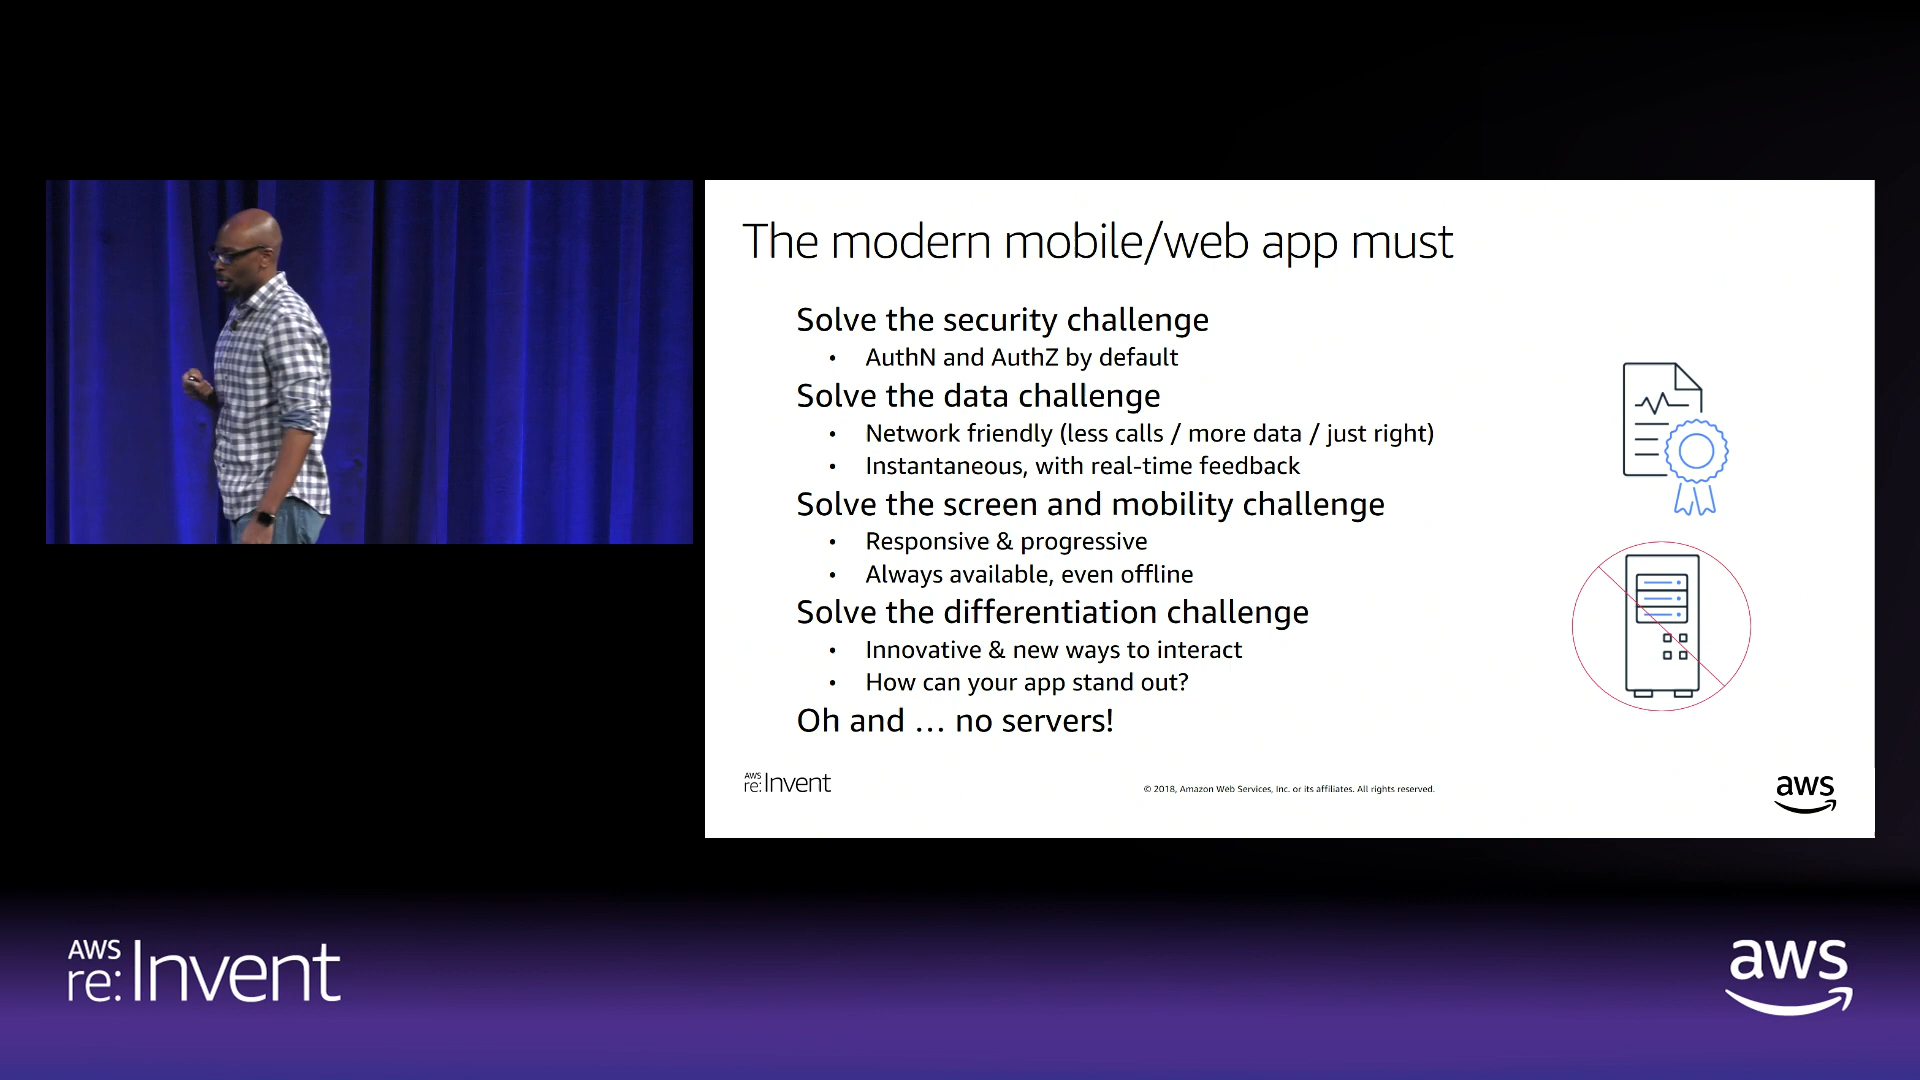 The modern mobile/web app must
Solve the security challenge
• AuthN and AuthZ by default
Solve the data challenge
• Network friendly (less calls / more data / just right)
• Instantaneous, with real-time feedback
Solve the screen and mobility challenge
• Responsive & progressive
• Always available, even offline
Solve the differentiation challenge
• Innovative & new ways to interact
• How can your app stand out?
Oh and … no servers!
AWS
re:Invent
© 2018, Amazon Web Services, Inc. or its affiliates. All rights reserved.
aws
AWS
re:Invent
aws